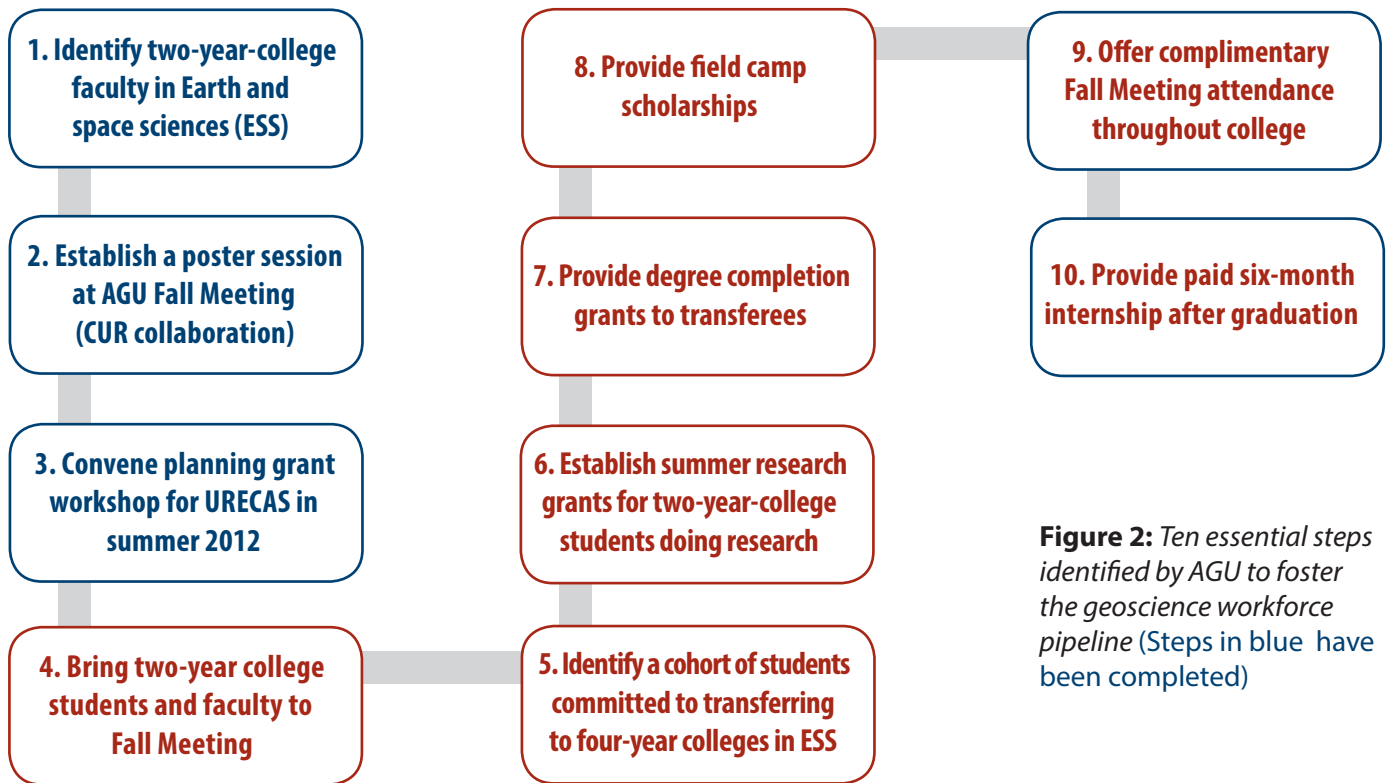 1. Identify two-year-college
faculty in Earth and
space sciences (ESS)
2. Establish a poster session
at AGU Fall Meeting
(CUR collaboration)
3. Convene planning grant
workshop for URECAS in
summer 2012
4. Bring two-year college
students and faculty to
Fall Meeting
5. Identify a cohort of students
committed to transferring
to four-year colleges in ESS
6. Establish summer research
grants for two-year-college
students doing research
7. Provide degree completion
grants to transferees
8. Provide field camp
scholarships
9. Offer complimentary
Fall Meeting attendance
throughout college
10. Provide paid six-month
internship after graduation
Figure 2: Ten essential steps
identified by AGU to foster
the geoscience workforce
pipeline (Steps in blue have
been completed)